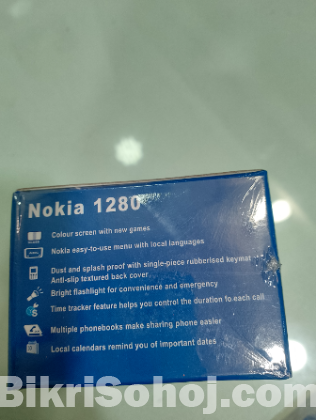 Nokia 1280
Colour screen with new games
Nokia easy-to-use menu with local languages
Dust and splash proof with single-piece rubberised keymat
Anti-slip textured back cover
Bright flashlight for convenience and emergency
Time tracker feature helps you control the duration to each call
Multiple phonebooks make sharing phone easier
Local calendars remind you of important dates
BikriSohoj.com